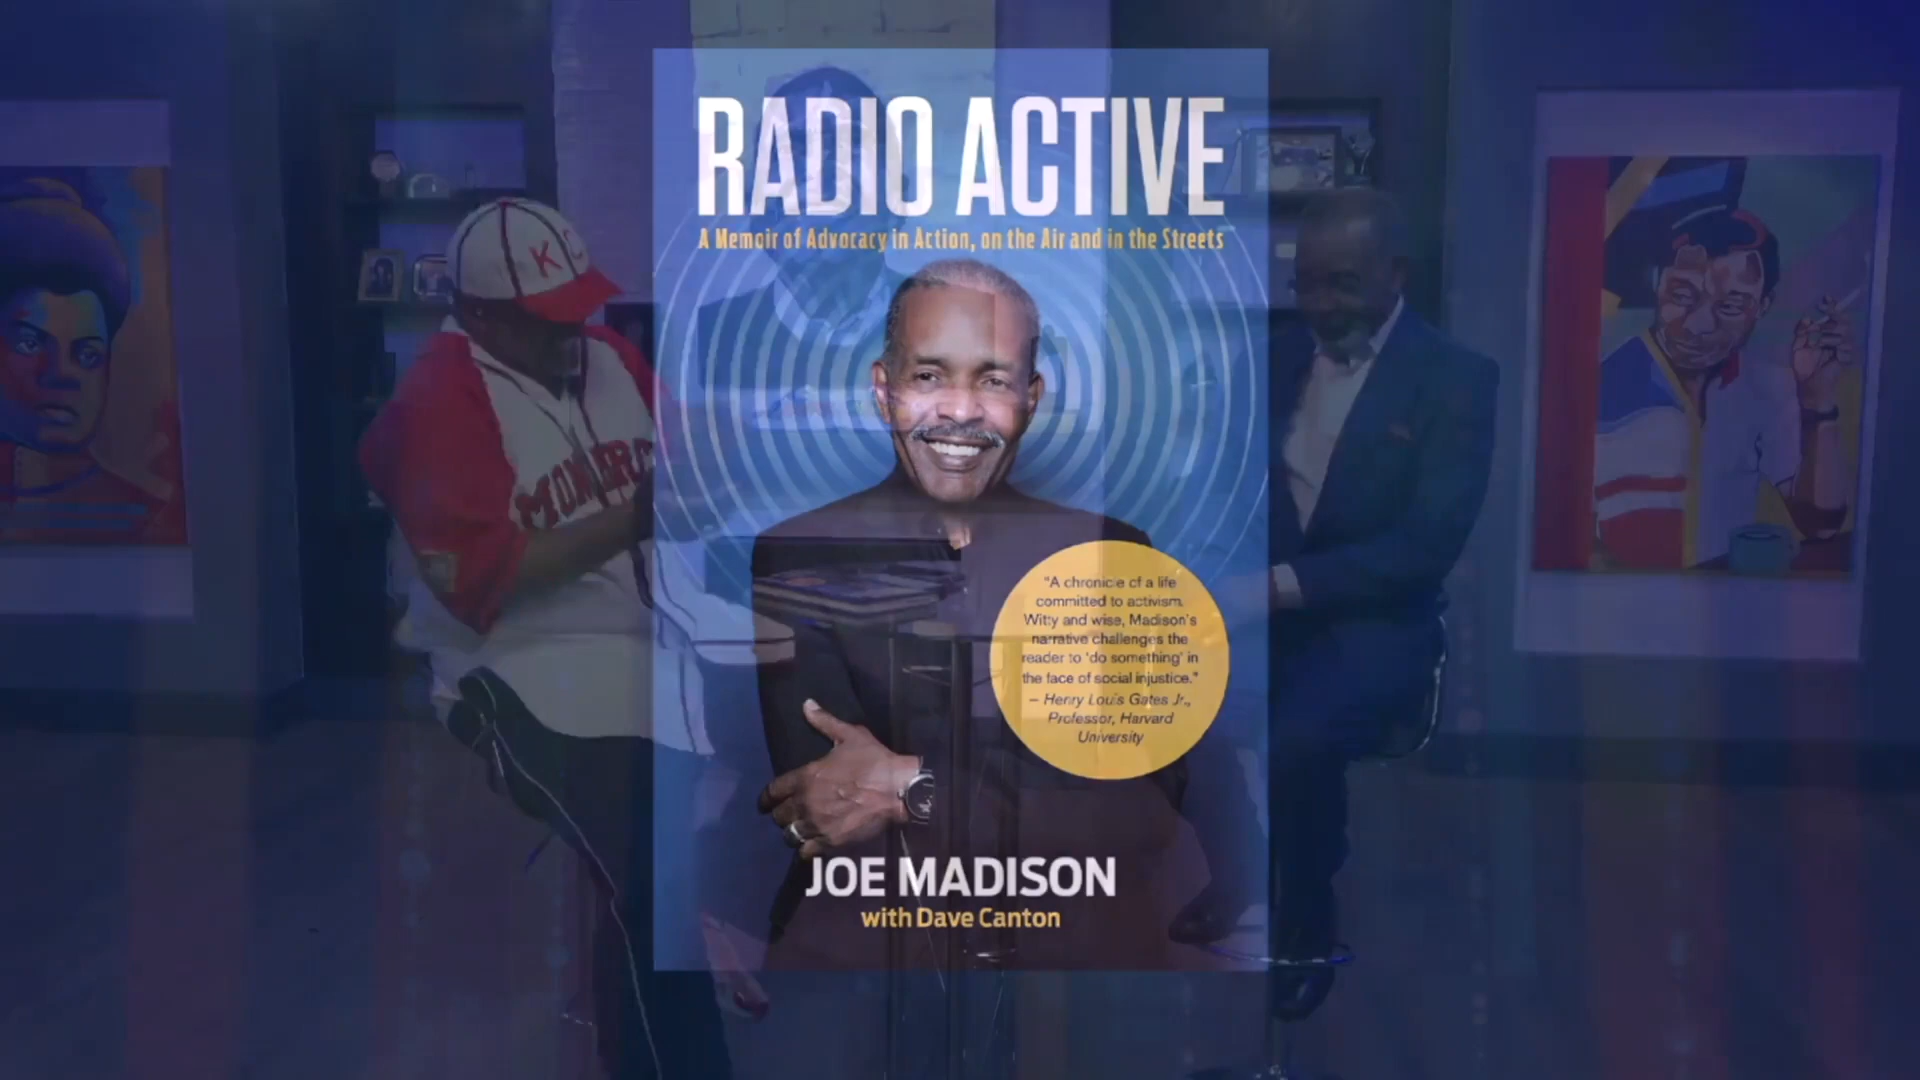 RADIO ACTIVE
A Memoir of Advocacy in Action, on the Air and in the Streets
KC
MONARC
"A chronicle of a life
committed to activism.
Witty and wise, Madison's
narrative challenges the
reader to 'do something' in
the face of social injustice."
– Henry Louis Gates Jr.,
Professor, Harvard
University
JOE MADISON
with Dave Canton